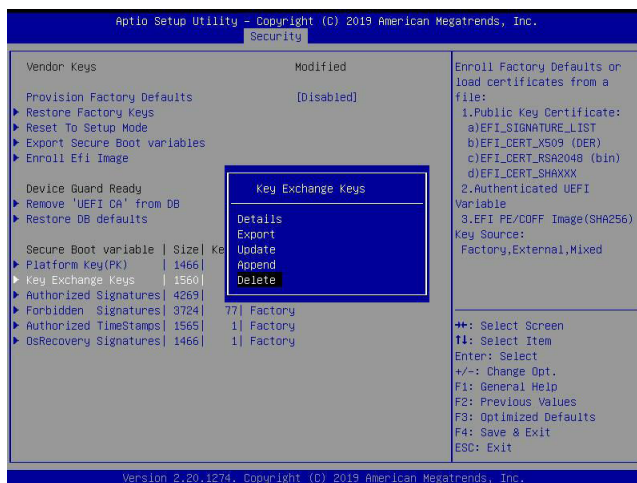 Aptio Setup Utility – Copyright (C) 2019 American Megatrends, Inc.
Security
Vendor Keys Modified
Provision Factory Defaults [Disabled]
Restore Factory Keys
Reset To Setup Mode
Export Secure Boot variables
Enroll Efi Image
Device Guard Ready
Remove 'UEFI CA' from DB
Restore DB defaults
Secure Boot variable | Size| Ke
Platform Key(PK) | 1466|
Key Exchange Keys | 1560|
Authorized Signatures| 4269|
Forbidden Signatures| 3724| 77| Factory
Authorized TimeStamps| 1565| 1| Factory
OsRecovery Signatures| 1466| 1| Factory
Key Exchange Keys
Details
Export
Update
Append
Delete
Enroll Factory Defaults or
load certificates from a
file:
1.Public Key Certificate:
a)EFI_SIGNATURE_LIST
b)EFI_CERT_X509 (DER)
c)EFI_CERT_RSA2048 (bin)
d)EFI_CERT_SHAXXX
2.Authenticated UEFI
Variable
3.EFI PE/COFF Image(SHA256)
Key Source:
Factory,External,Mixed
→←: Select Screen
↑↓: Select Item
Enter: Select
+/-: Change Opt.
F1: General Help
F2: Previous Values
F3: Optimized Defaults
F4: Save & Exit
ESC: Exit
Version 2.20.1274. Copyright (C) 2019 American Megatrends, Inc.